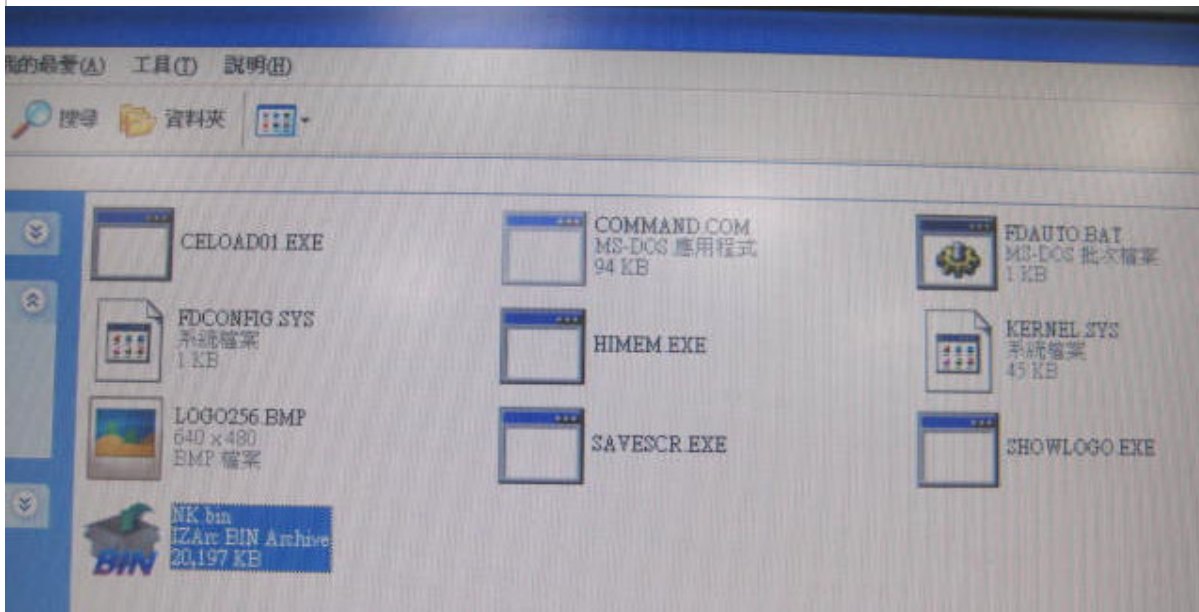 我的最愛(A) 工具(T) 說明(H)
搜尋 資料夾
CELOAD01.EXE
COMMAND.COM
MS-DOS 應用程式
94 KB
FDAUTO.BAT
MS-DOS 批次檔案
1 KB
FDCONFIG.SYS
系統檔案
1 KB
HIMEM.EXE
KERNEL.SYS
系統檔案
45 KB
LOGO256.BMP
640 x 480
BMP 檔案
SAVESCR.EXE
SHOWLOGO.EXE
NK.bin
IZArc BIN Archive
20,197 KB
BIN